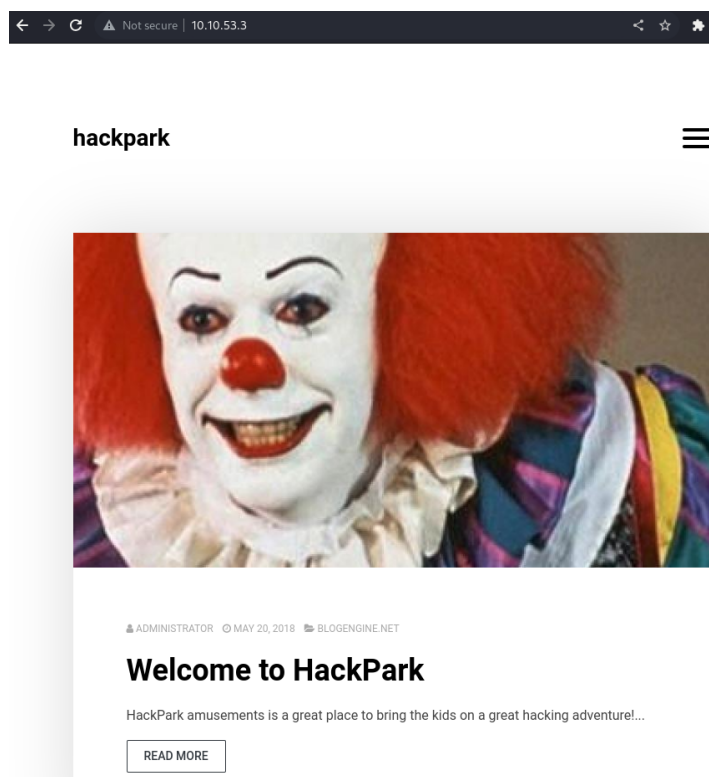 Not secure 10.10.53.3
hackpark
ADMINISTRATOR MAY 20, 2018 BLOGENGINE.NET
Welcome to HackPark
HackPark amusements is a great place to bring the kids on a great hacking adventure!...
READ MORE